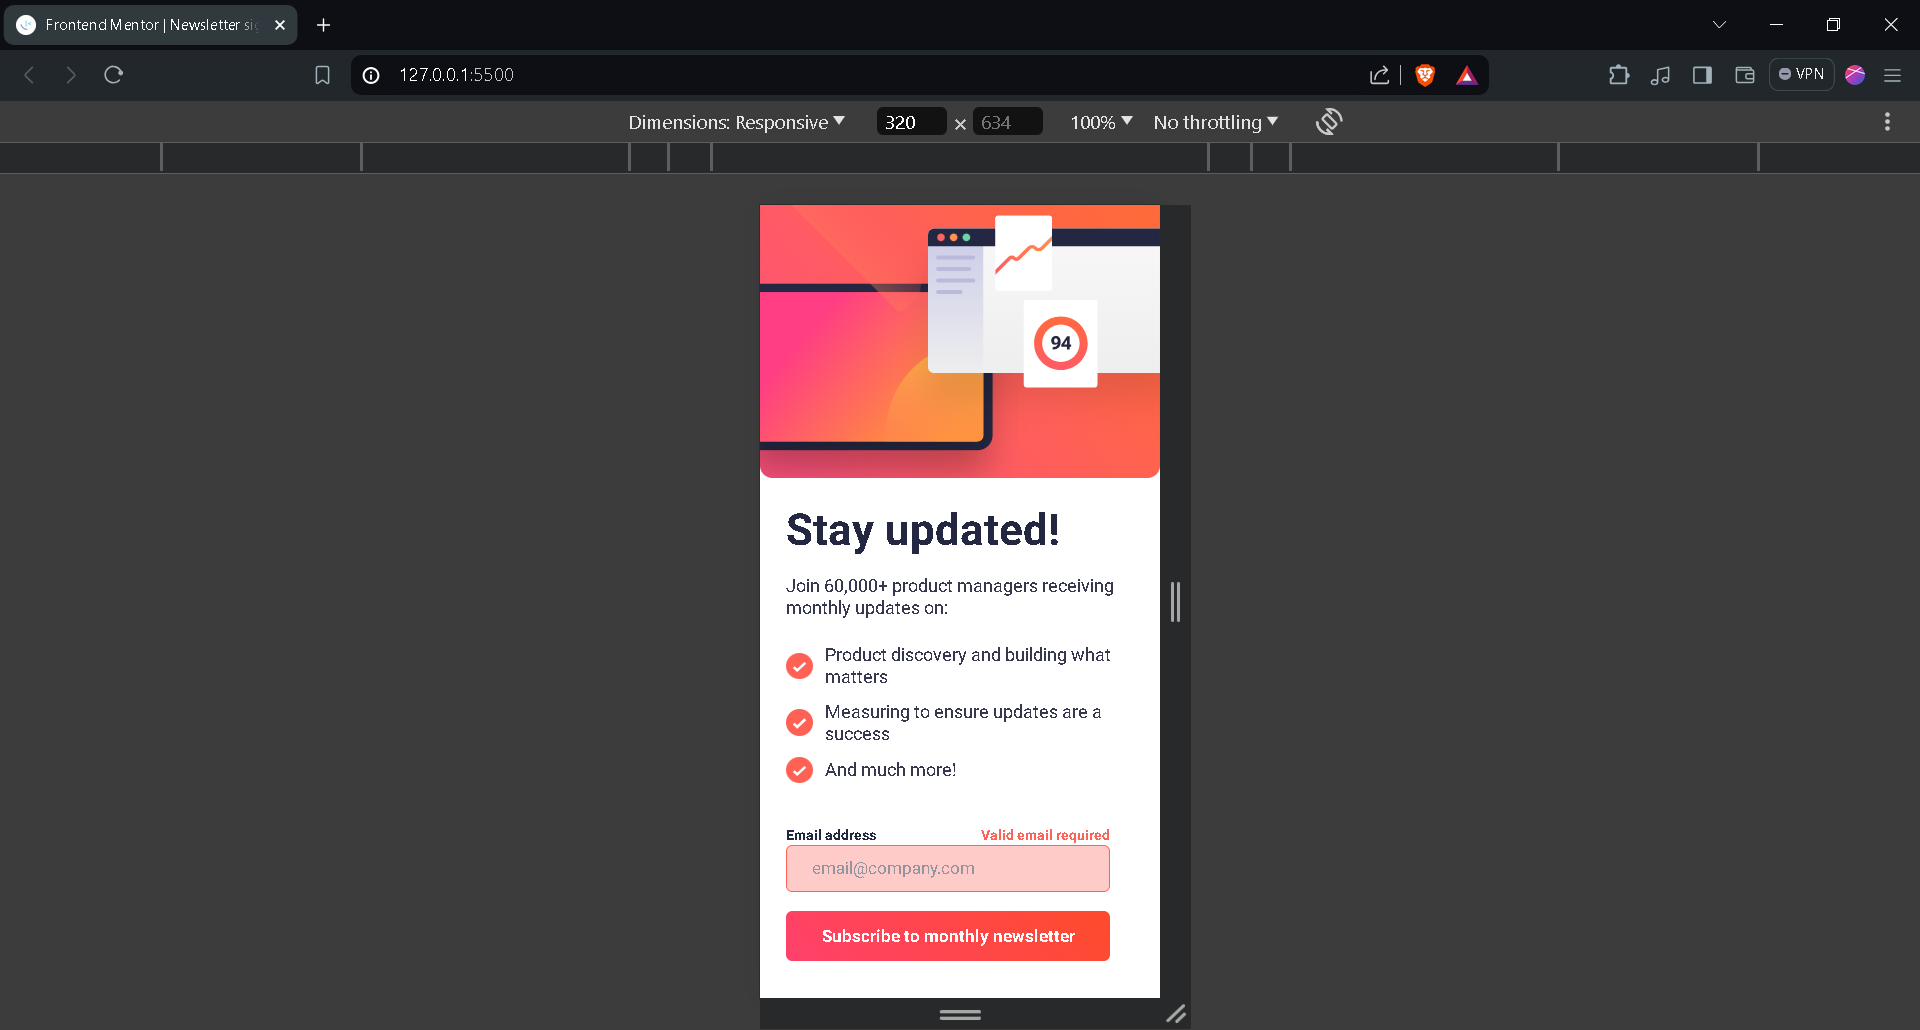 Frontend Mentor | Newsletter si
127.0.0.1:5500
VPN
Dimensions: Responsive
320 × 634
100%
No throttling
94
Stay updated!
Join 60,000+ product managers receiving
monthly updates on:
Product discovery and building what
matters
Measuring to ensure updates are a
success
And much more!
Email address
Valid email required
email@company.com
Subscribe to monthly newsletter